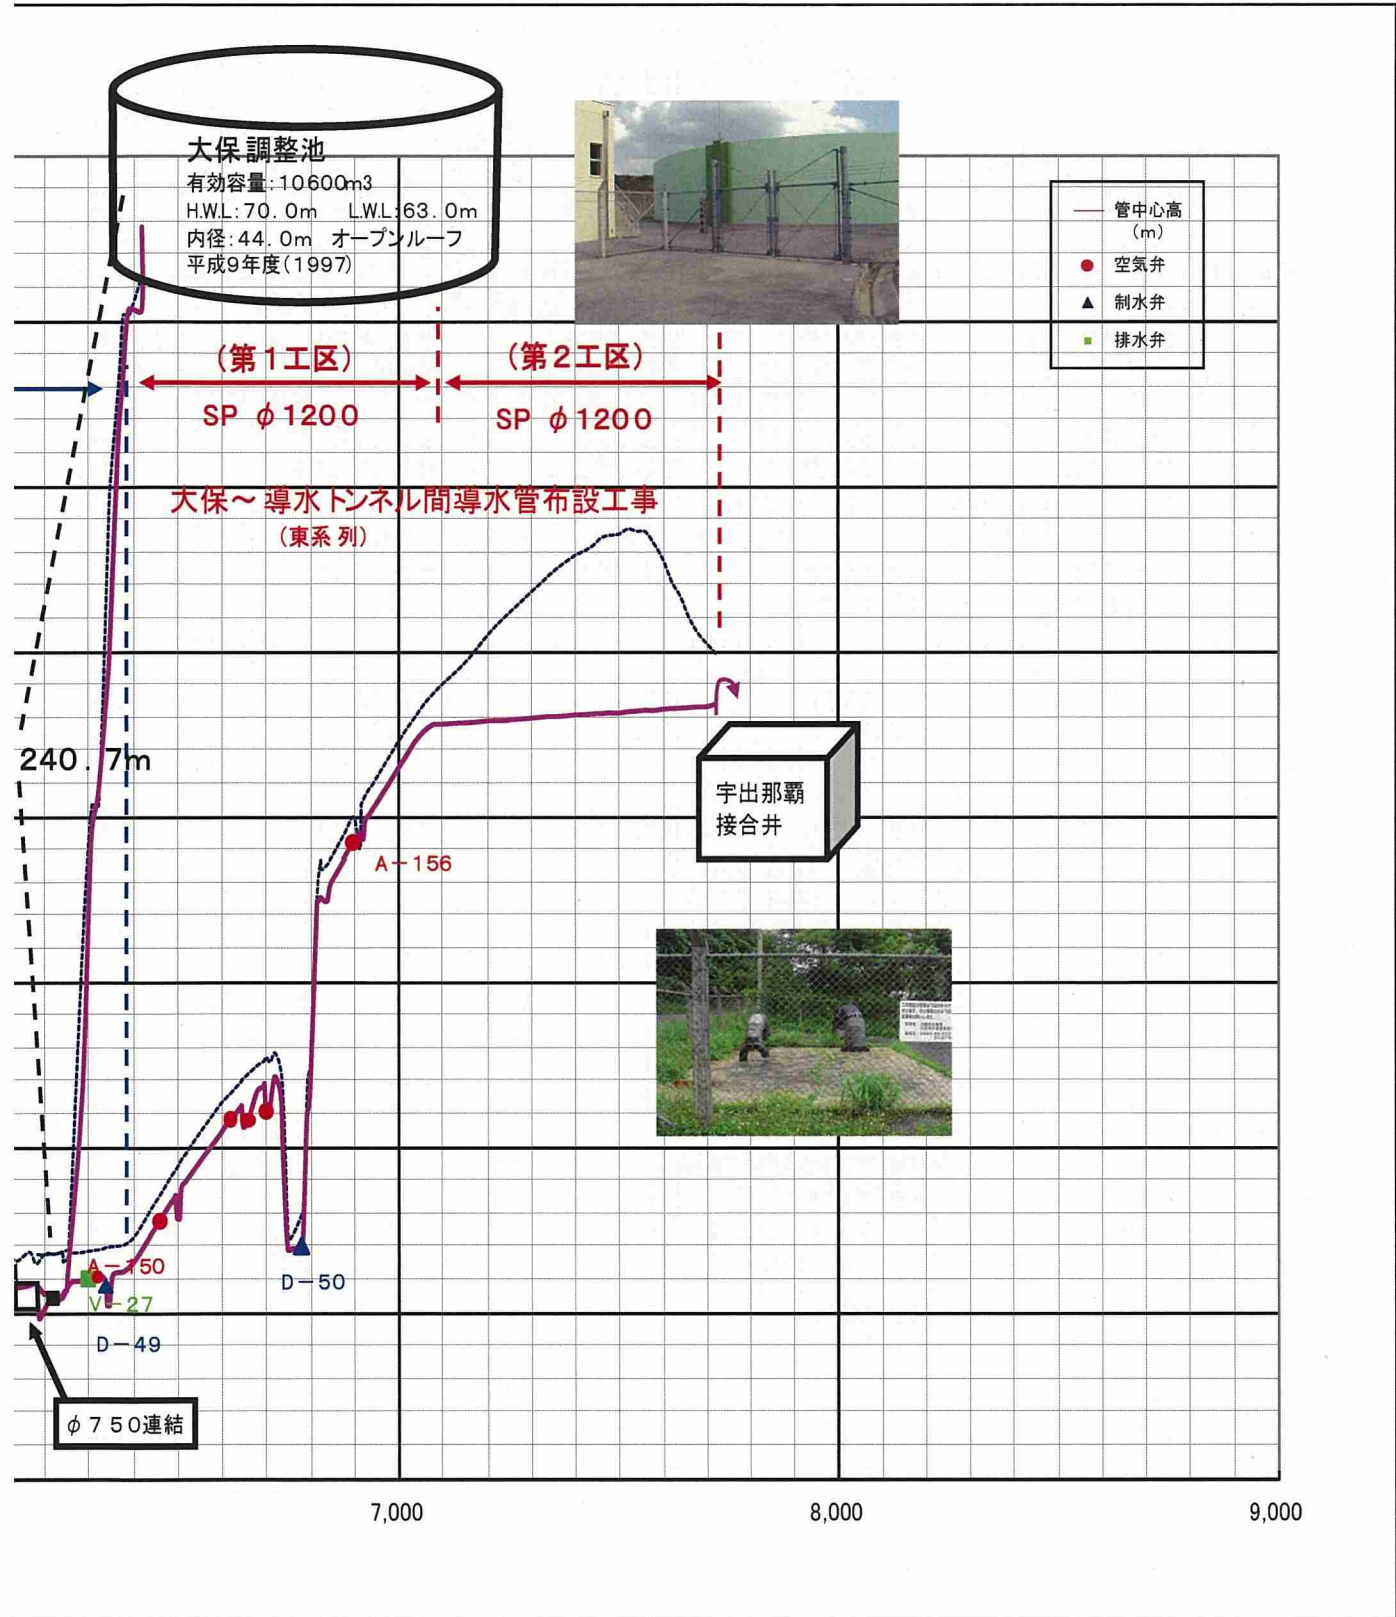 大保調整池
有効容量:10600m3
H.W.L:70.0m L.W.L:63.0m
内径:44.0m オープンルーフ
平成9年度(1997)
管中心高
(m)
空気弁
制水弁
排水弁
(第1工区)
(第2工区)
SP φ1200
SP φ1200
大保～導水トンネル間導水管布設工事
(東系列)
240.7m
宇出那覇
接合井
A-156
A-150
V-27
D-50
D-49
φ750連結
7,000
8,000
9,000